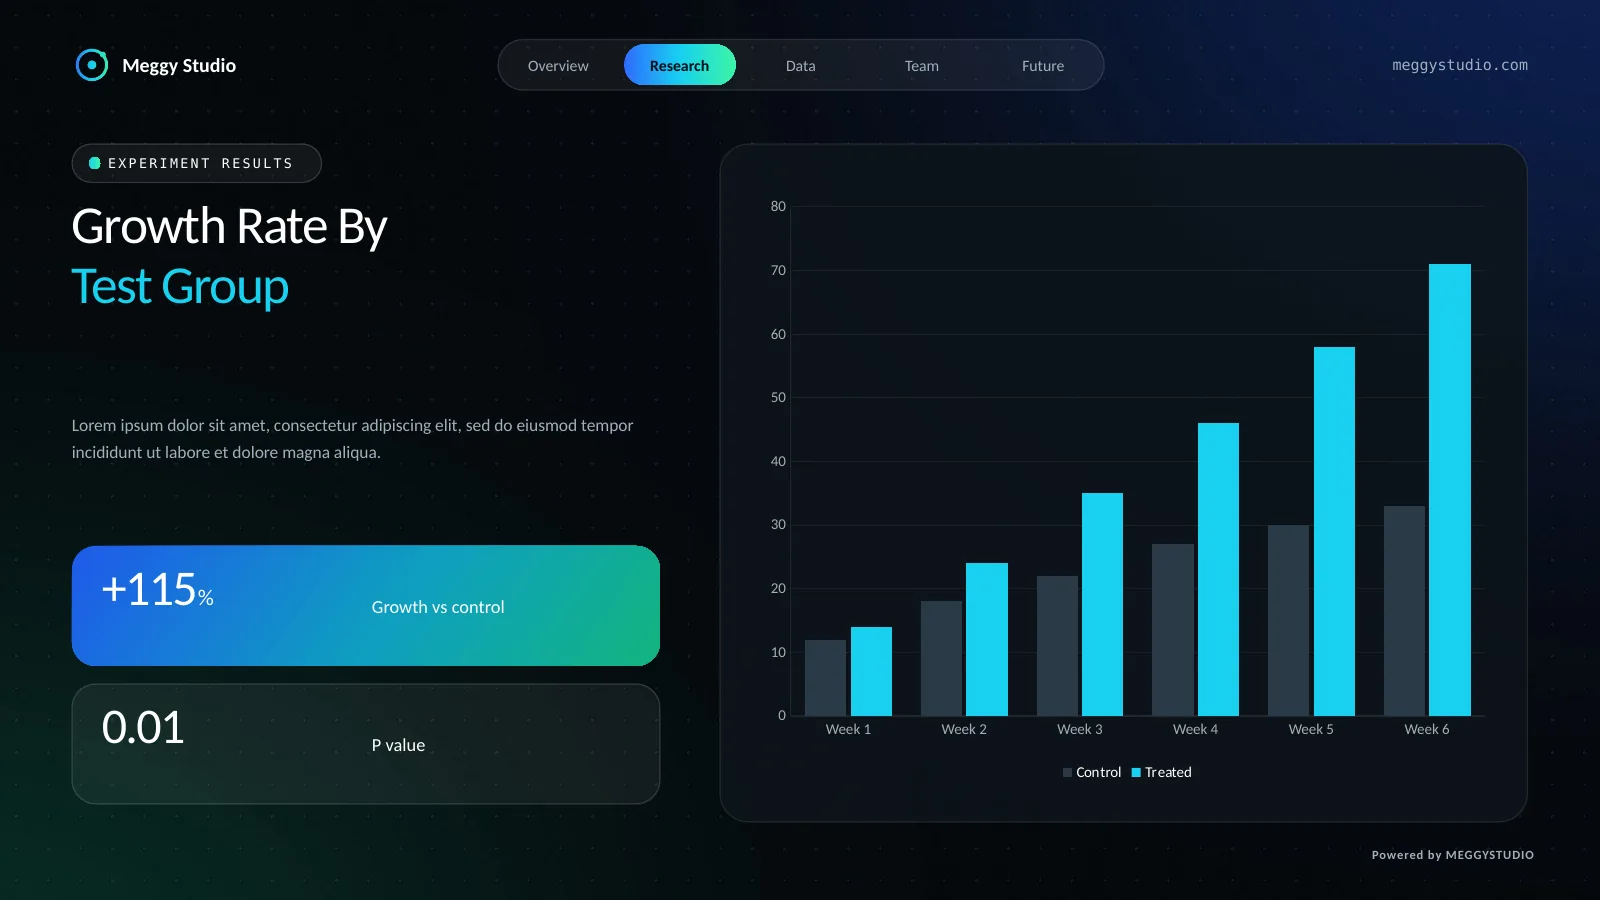 Meggy Studio
Overview
Research
Data
Team
Future
meggystudio.com
EXPERIMENT RESULTS
Growth Rate By
Test Group
Lorem ipsum dolor sit amet, consectetur adipiscing elit, sed do eiusmod tempor
incididunt ut labore et dolore magna aliqua.
+115%
Growth vs control
0.01
P value
80
70
60
50
40
30
20
10
0
Week 1
Week 2
Week 3
Week 4
Week 5
Week 6
Control
Treated
Powered by MEGGYSTUDIO